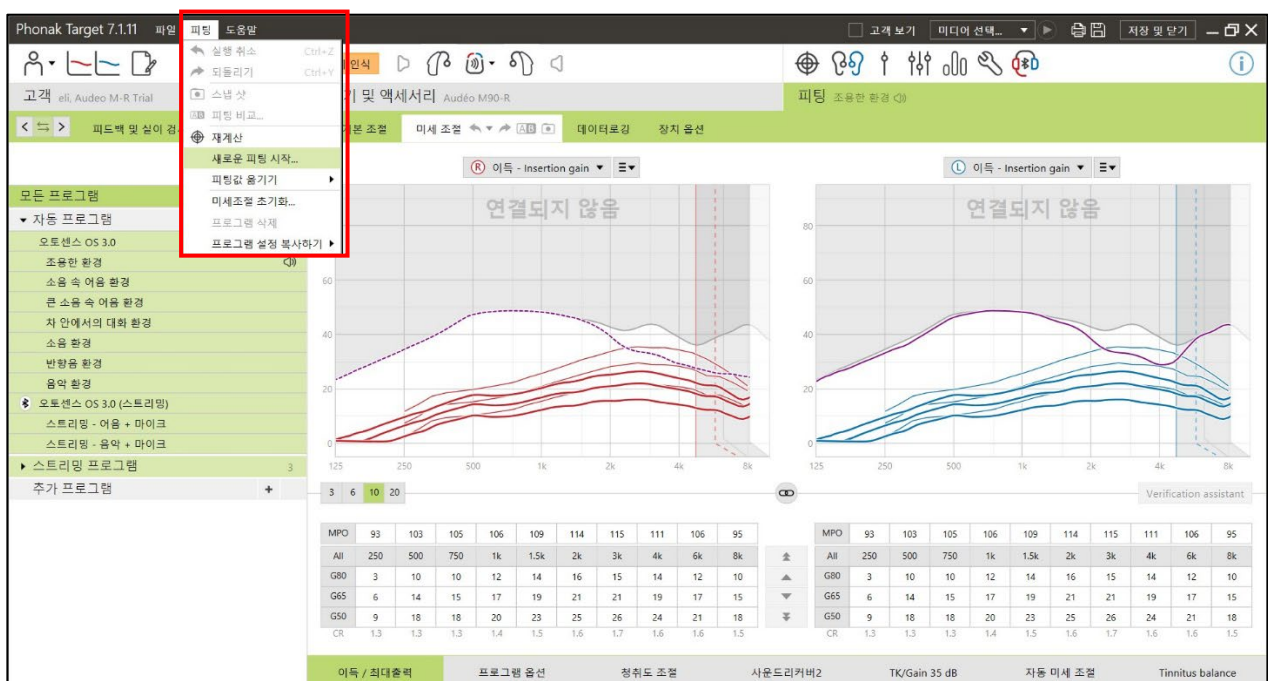 Phonak Target 7.1.11 파일 피팅 도움말 고객 보기 미디어 선택... 저장 및 닫기
실행 취소 Ctrl+Z
되돌리기 Ctrl+Y
스냅 샷
AB 피팅 비교...
재계산
새로운 피팅 시작...
피팅값 옮기기
미세조절 초기화...
프로그램 삭제
프로그램 설정 복사하기
인식
고객 eli, Audeo M-R Trial 기 및 액세서리 Audéo M90-R 피팅 조용한 환경
피드백 및 실이 검 기본 조절 미세 조절 AB 데이터로깅 장치 옵션
R 이득 - Insertion gain L 이득 - Insertion gain
모든 프로그램
자동 프로그램
오토센스 OS 3.0
조용한 환경
소음 속 어음 환경
큰 소음 속 어음 환경
차 안에서의 대화 환경
소음 환경
반향음 환경
음악 환경
오토센스 OS 3.0 (스트리밍)
스트리밍 - 어음 + 마이크
스트리밍 - 음악 + 마이크
스트리밍 프로그램 3
추가 프로그램 +
연결되지 않음 연결되지 않음
80
60 60
40 40
20 20
0 0
125 250 500 1k 2k 4k 8k 125 250 500 1k 2k 4k 8k
3 6 10 20 Verification assistant
MPO 93 103 105 106 109 114 115 111 106 95 MPO 93 103 105 106 109 114 115 111 106 95
All 250 500 750 1k 1.5k 2k 3k 4k 6k 8k All 250 500 750 1k 1.5k 2k 3k 4k 6k 8k
G80 3 10 10 12 14 16 15 14 12 10 G80 3 10 10 12 14 16 15 14 12 10
G65 6 14 15 17 19 21 21 19 17 15 G65 6 14 15 17 19 21 21 19 17 15
G50 9 18 18 20 23 25 26 24 21 18 G50 9 18 18 20 23 25 26 24 21 18
CR 1.3 1.3 1.3 1.4 1.5 1.6 1.7 1.6 1.6 1.5 CR 1.3 1.3 1.3 1.4 1.5 1.6 1.7 1.6 1.6 1.5
이득 / 최대출력 프로그램 옵션 청취도 조절 사운드리커버2 TK/Gain 35 dB 자동 미세 조절 Tinnitus balance